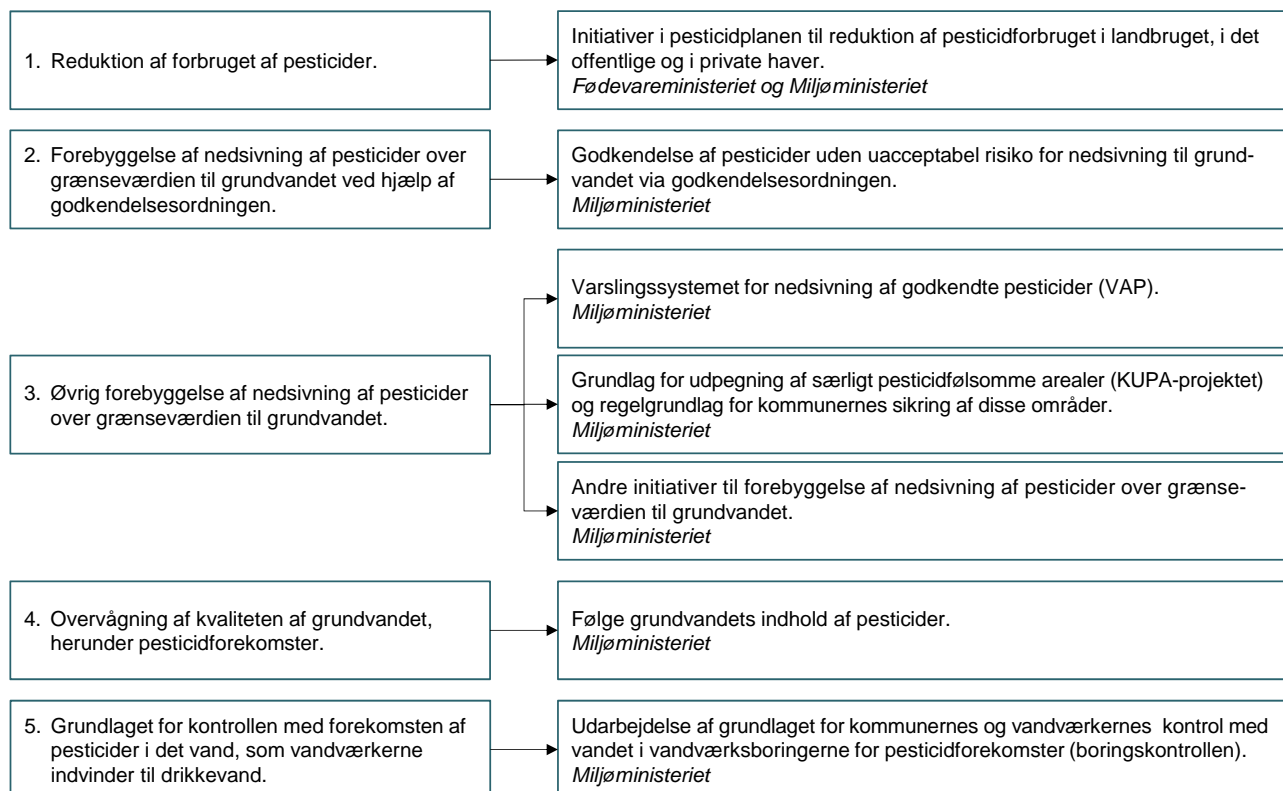 1. Reduktion af forbruget af pesticider.
Initiativer i pesticidplanen til reduktion af pesticidforbruget i landbruget, i det
offentlige og i private haver.
Fødevareministeriet og Miljøministeriet
2. Forebyggelse af nedsivning af pesticider over
grænseværdien til grundvandet ved hjælp af
godkendelsesordningen.
Godkendelse af pesticider uden uacceptabel risiko for nedsivning til grund-
vandet via godkendelsesordningen.
Miljøministeriet
3. Øvrig forebyggelse af nedsivning af pesticider
over grænseværdien til grundvandet.
Varslingssystemet for nedsivning af godkendte pesticider (VAP).
Miljøministeriet
Grundlag for udpegning af særligt pesticidfølsomme arealer (KUPA-projektet)
og regelgrundlag for kommunernes sikring af disse områder.
Miljøministeriet
Andre initiativer til forebyggelse af nedsivning af pesticider over grænse-
værdien til grundvandet.
Miljøministeriet
4. Overvågning af kvaliteten af grundvandet,
herunder pesticidforekomster.
Følge grundvandets indhold af pesticider.
Miljøministeriet
5. Grundlaget for kontrollen med forekomsten af
pesticider i det vand, som vandværkerne
indvinder til drikkevand.
Udarbejdelse af grundlaget for kommunernes og vandværkernes kontrol med
vandet i vandværksboringerne for pesticidforekomster (boringskontrollen).
Miljøministeriet